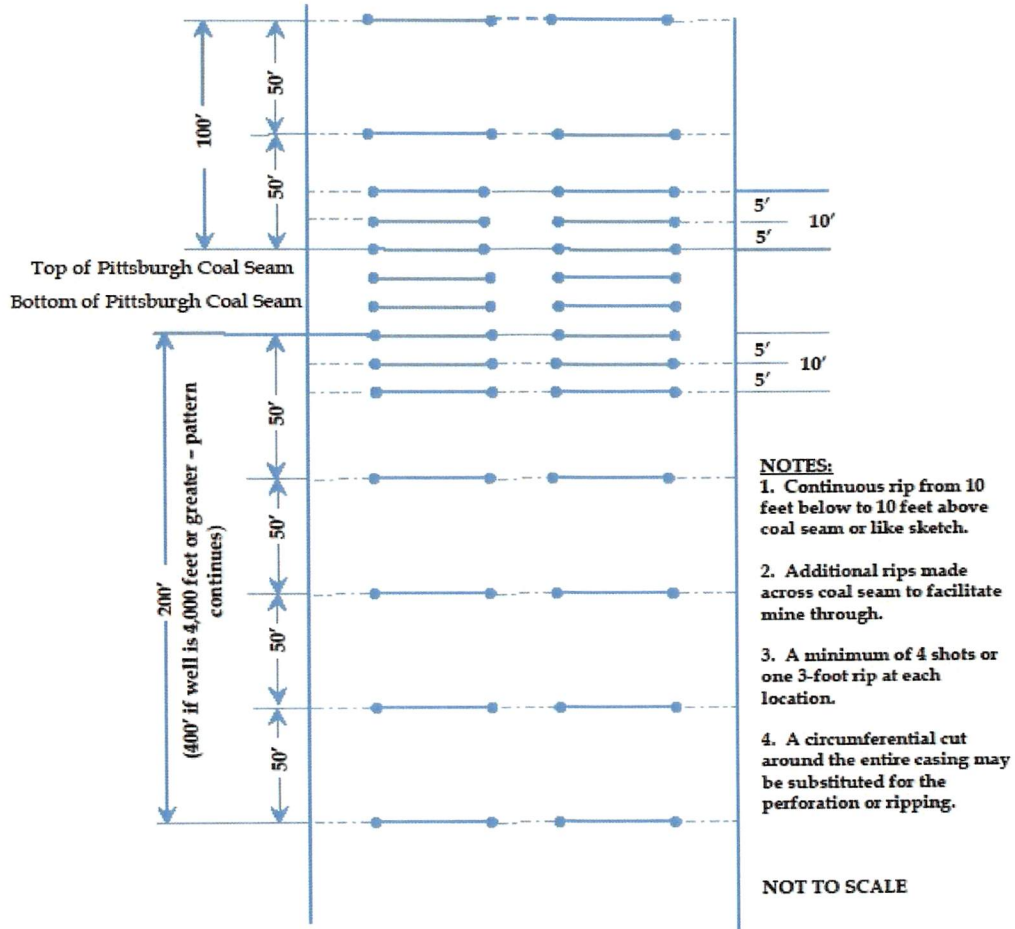 100'
50'
50'
5'
10'
5'
Top of Pittsburgh Coal Seam
Bottom of Pittsburgh Coal Seam
5'
10'
5'
200'
(400' if well is 4,000 feet or greater – pattern
continues)
50'
50'
50'
50'
NOTES:
1. Continuous rip from 10
feet below to 10 feet above
coal seam or like sketch.
2. Additional rips made
across coal seam to facilitate
mine through.
3. A minimum of 4 shots or
one 3-foot rip at each
location.
4. A circumferential cut
around the entire casing may
be substituted for the
perforation or ripping.
NOT TO SCALE